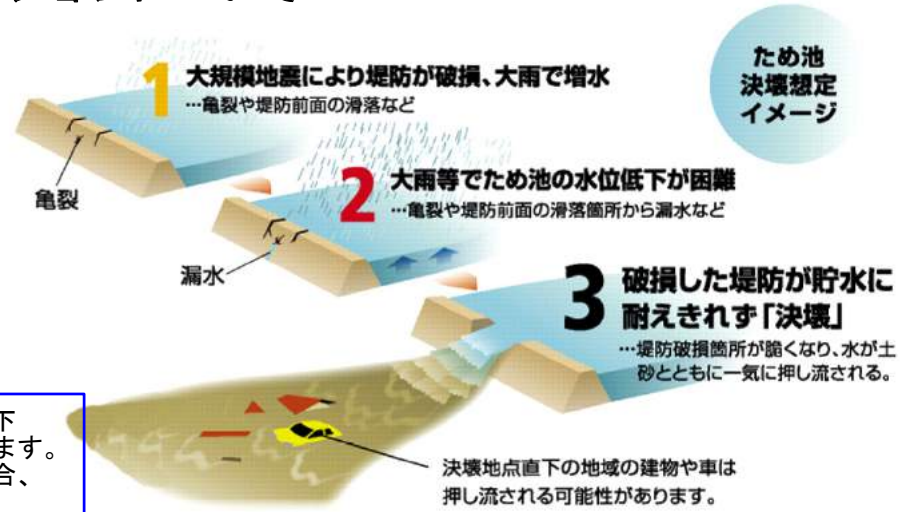 ため池
決壊想定
イメージ
1 大規模地震により堤防が破損、大雨で増水
…亀裂や堤防前面の滑落など
亀裂
2 大雨等でため池の水位低下が困難
…亀裂や堤防前面の滑落箇所から漏水など
漏水
3 破損した堤防が貯水に
耐えきれず「決壊」
…堤防破損箇所が脆くなり、水が土
砂とともに一気に押し流される。
下
ます。
合、
決壊地点直下の地域の建物や車は
押し流される可能性があります。